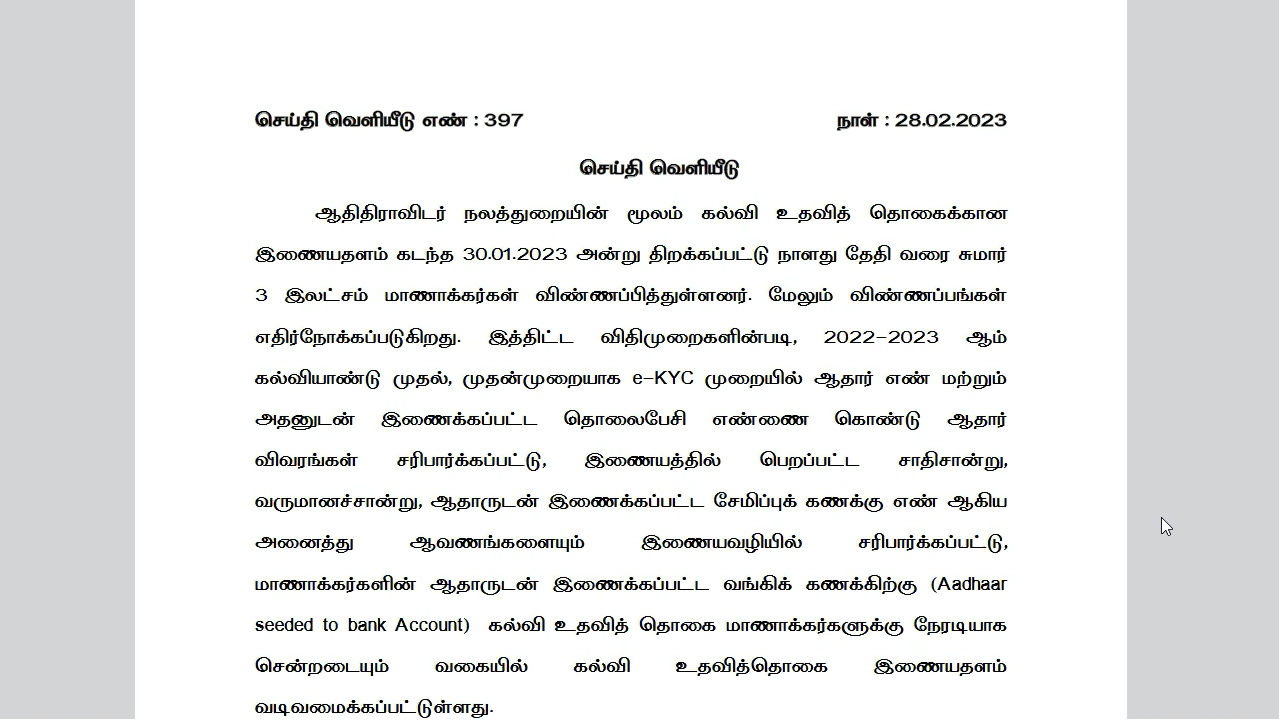 செய்தி வெளியீடு எண் : 397 நாள் : 28.02.2023
செய்தி வெளியீடு
ஆதிதிராவிடர் நலத்துறையின் மூலம் கல்வி உதவித் தொகைக்கான
இணையதளம் கடந்த 30.01.2023 அன்று திறக்கப்பட்டு நாளது தேதி வரை சுமார்
3 இலட்சம் மாணாக்கர்கள் விண்ணப்பித்துள்ளனர். மேலும் விண்ணப்பங்கள்
எதிர்நோக்கப்படுகிறது. இத்திட்ட விதிமுறைகளின்படி, 2022-2023 ஆம்
கல்வியாண்டு முதல், முதன்முறையாக e-KYC முறையில் ஆதார் எண் மற்றும்
அதனுடன் இணைக்கப்பட்ட தொலைபேசி எண்ணை கொண்டு ஆதார்
விவரங்கள் சரிபார்க்கப்பட்டு, இணையத்தில் பெறப்பட்ட சாதிசான்று,
வருமானச்சான்று, ஆதாருடன் இணைக்கப்பட்ட சேமிப்புக் கணக்கு எண் ஆகிய
அனைத்து ஆவணங்களையும் இணையவழியில் சரிபார்க்கப்பட்டு,
மாணாக்கர்களின் ஆதாருடன் இணைக்கப்பட்ட வங்கிக் கணக்கிற்கு (Aadhaar
seeded to bank Account) கல்வி உதவித் தொகை மாணாக்கர்களுக்கு நேரடியாக
சென்றடையும் வகையில் கல்வி உதவித்தொகை இணையதளம்
வடிவமைக்கப்பட்டுள்ளது.